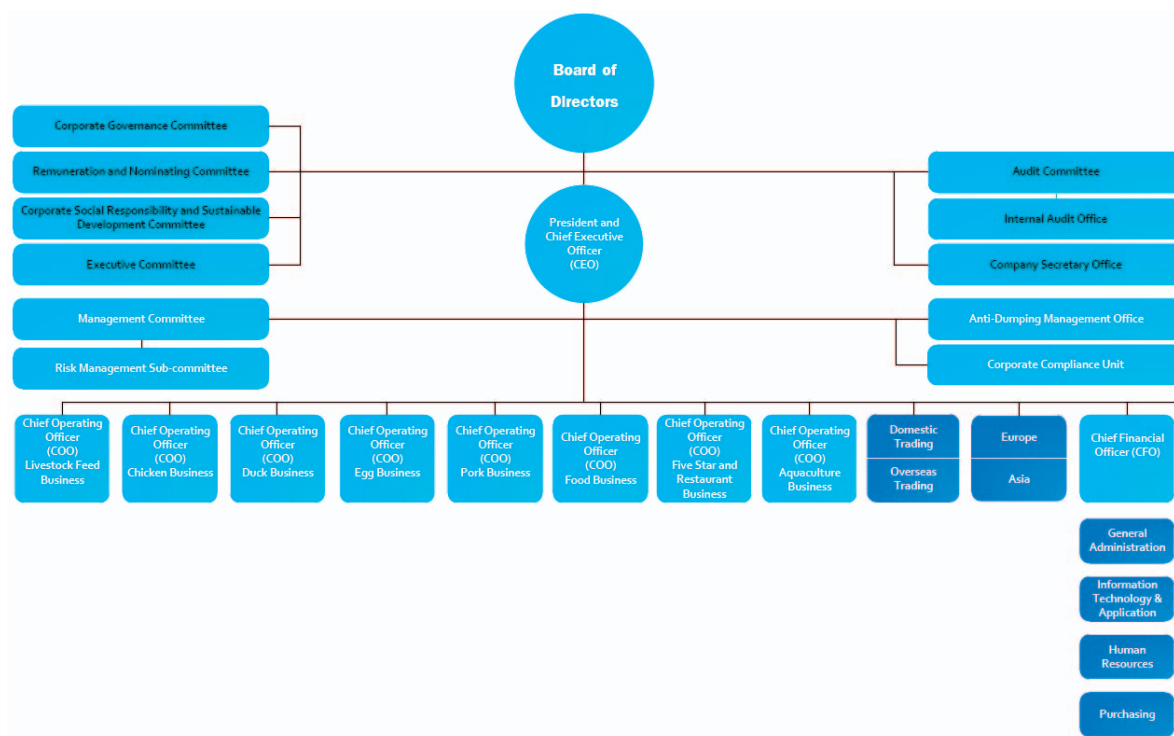 Board of
Directors
Corporate Governance Committee
Remuneration and Nominating Committee
Corporate Social Responsibility and Sustainable
Development Committee
Executive Committee
Audit Committee
Internal Audit Office
Company Secretary Office
President and
Chief Executive
Officer
(CEO)
Management Committee
Risk Management Sub-committee
Anti-Dumping Management Office
Corporate Compliance Unit
Chief Operating
Officer
(COO)
Livestock Feed
Business
Chief Operating
Officer
(COO)
Chicken Business
Chief Operating
Officer
(COO)
Duck Business
Chief Operating
Officer
(COO)
Egg Business
Chief Operating
Officer
(COO)
Pork Business
Chief Operating
Officer
(COO)
Food Business
Chief Operating
Officer
(COO)
Five Star and
Restaurant
Business
Chief Operating
Officer
(COO)
Aquaculture
Business
Domestic
Trading
Overseas
Trading
Europe
Asia
Chief Financial
Officer (CFO)
General
Administration
Information
Technology &
Application
Human
Resources
Purchasing